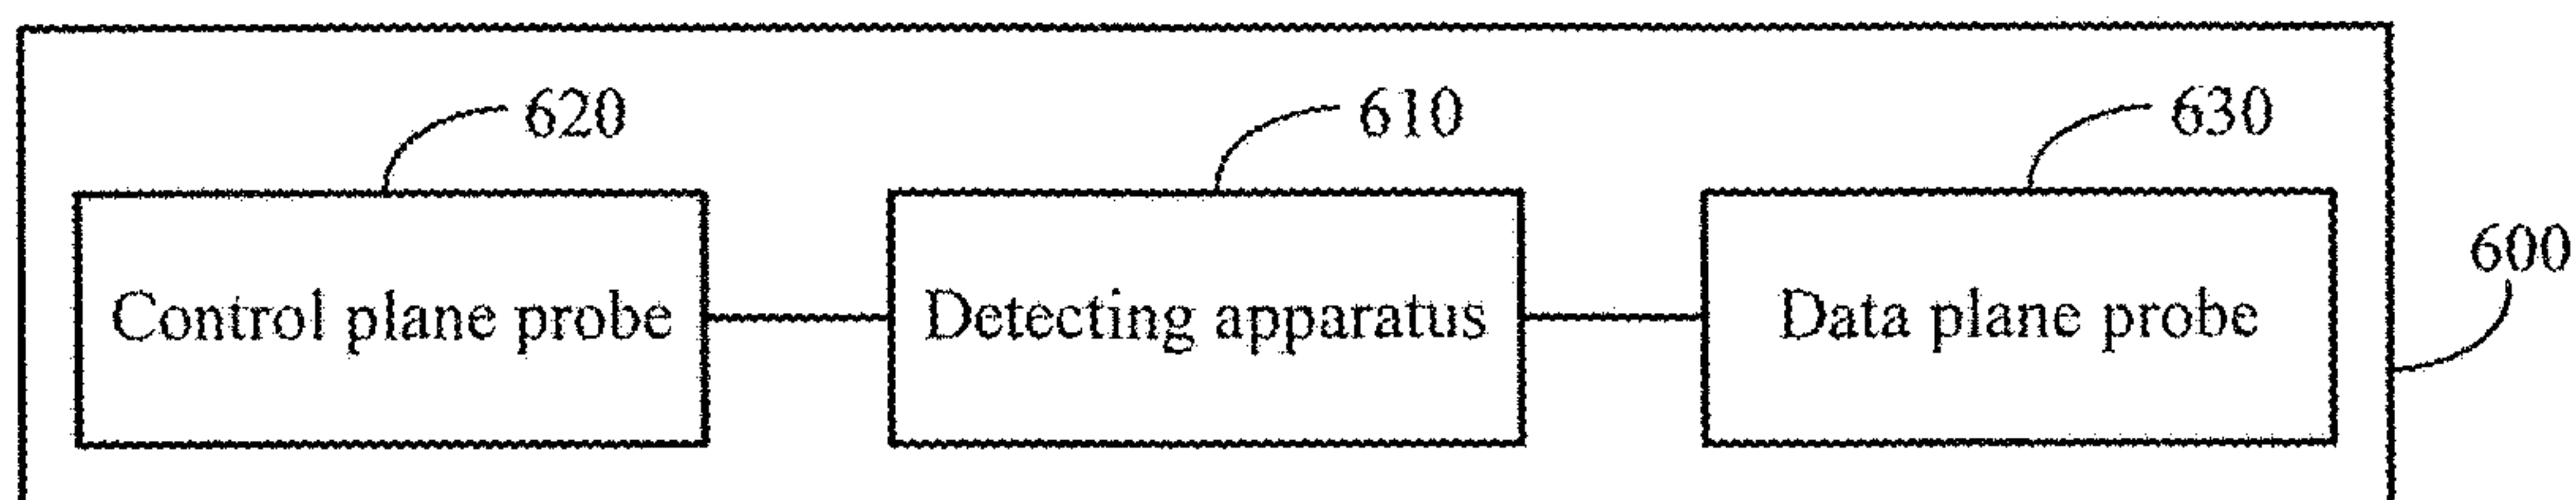 620
610
630
600
Control plane probe
Detecting apparatus
Data plane probe